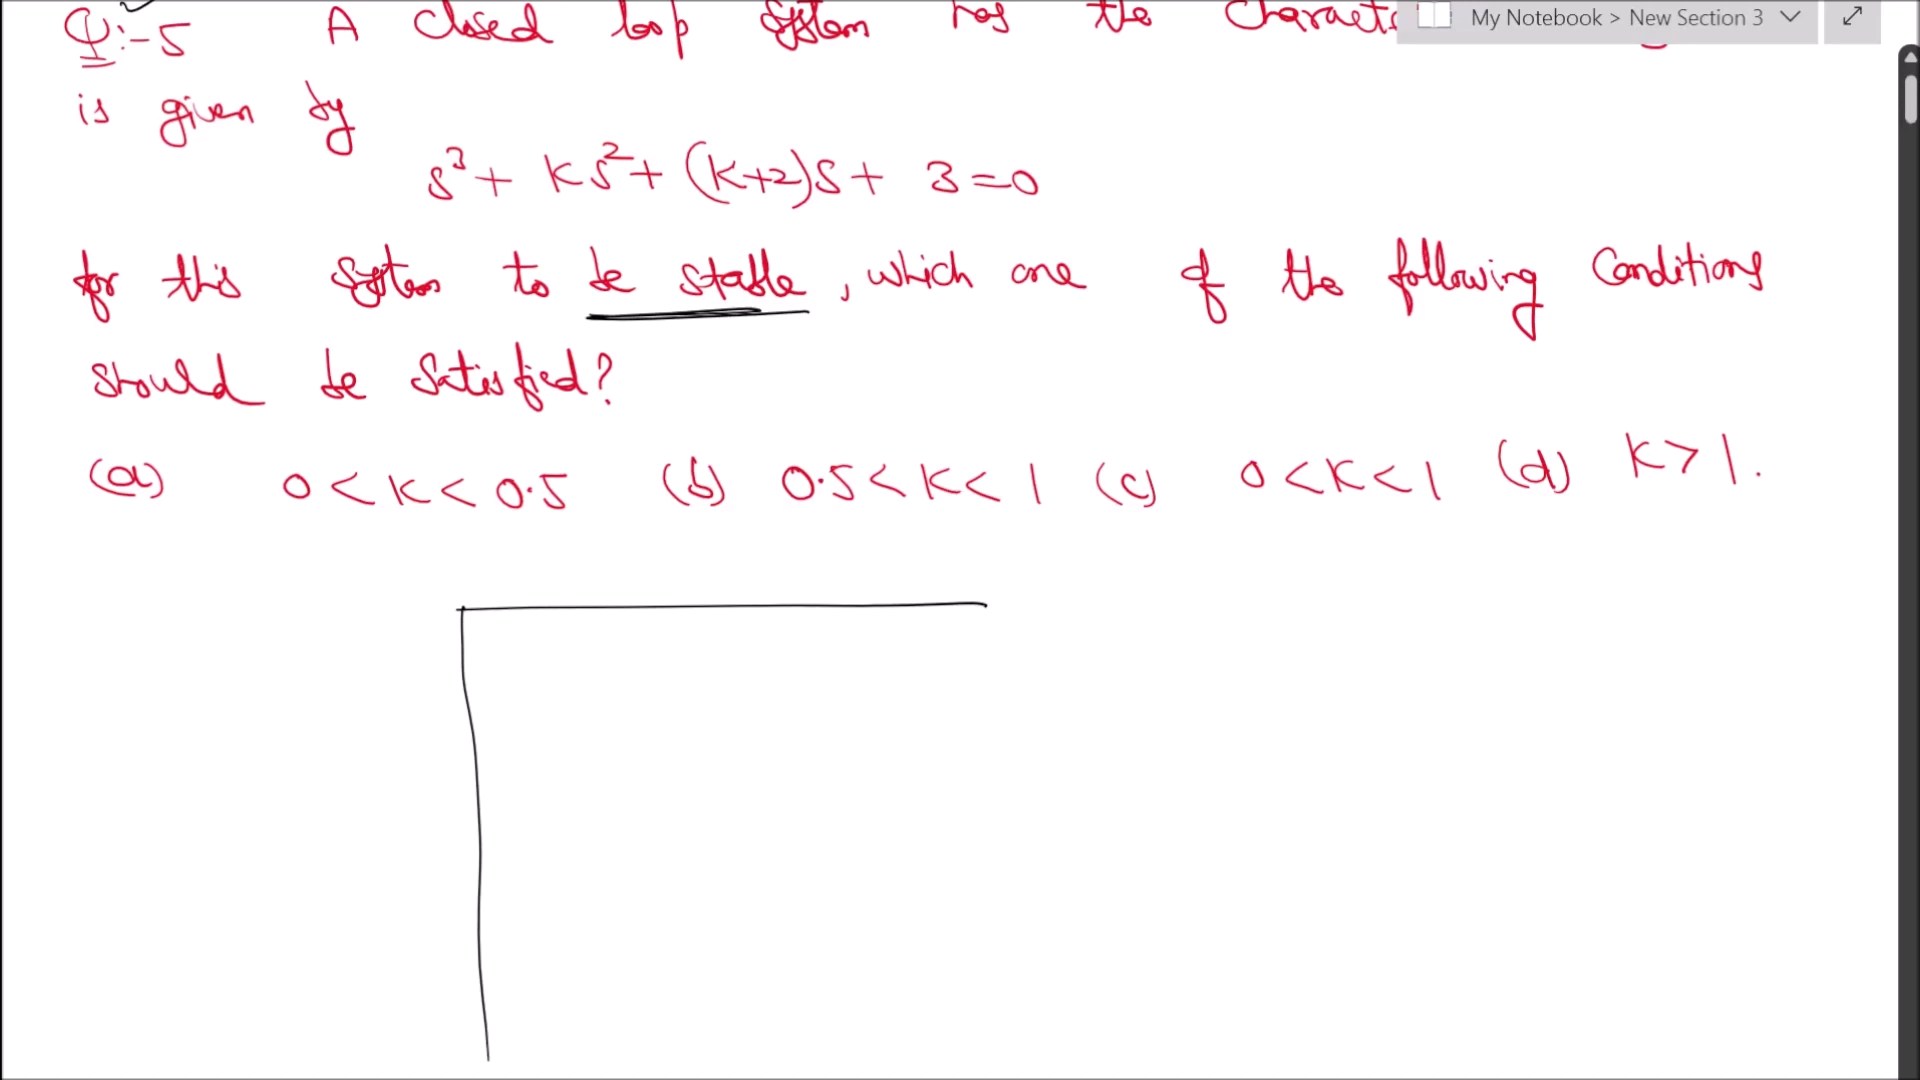 Q:-5 A closed loop system has the
My Notebook > New Section 3
is given by
s³ + Ks² + (K+2)s + 3 = 0
for this system to be stable, which one of the following Conditions
should be satisfied?
(a) 0 < K < 0.5 (b) 0.5 < K < 1 (c) 0 < K < 1 (d) K > 1.